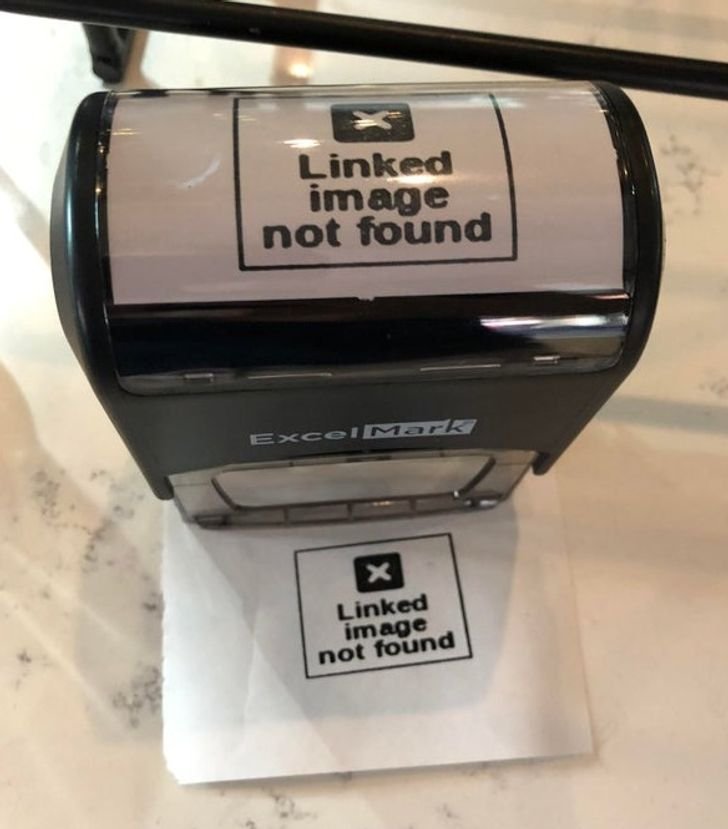 Linked
image
not found
ExcelMark
Linked
image
not found